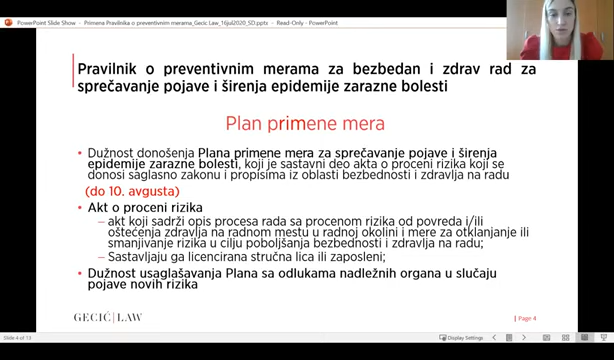 PowerPoint Slide Show - Primena Pravilnika o preventivnim merama_Gecic Law_16jul2020_SD.pptx - Read-Only - PowerPoint
Pravilnik o preventivnim merama za bezbedan i zdrav rad za
sprečavanje pojave i širenja epidemije zarazne bolesti
Plan primene mera
• Dužnost donošenja Plana primene mera za sprečavanje pojave i širenja
epidemije zarazne bolesti, koji je sastavni deo akta o proceni rizika koji se
donosi saglasno zakonu i propisima iz oblasti bezbednosti i zdravlja na radu
(do 10. avgusta)
• Akt o proceni rizika
– akt koji sadrži opis procesa rada sa procenom rizika od povreda i/ili
oštećenja zdravlja na radnom mestu u radnoj okolini i mere za otklanjanje ili
smanjivanje rizika u cilju poboljšanja bezbednosti i zdravlja na radu;
– Sastavljaju ga licencirana stručna lica ili zaposleni;
• Dužnost usaglašavanja Plana sa odlukama nadležnih organa u slučaju
pojave novih rizika
GECIĆ | LAW
| Page 4
Slide 4 of 13
Display Settings